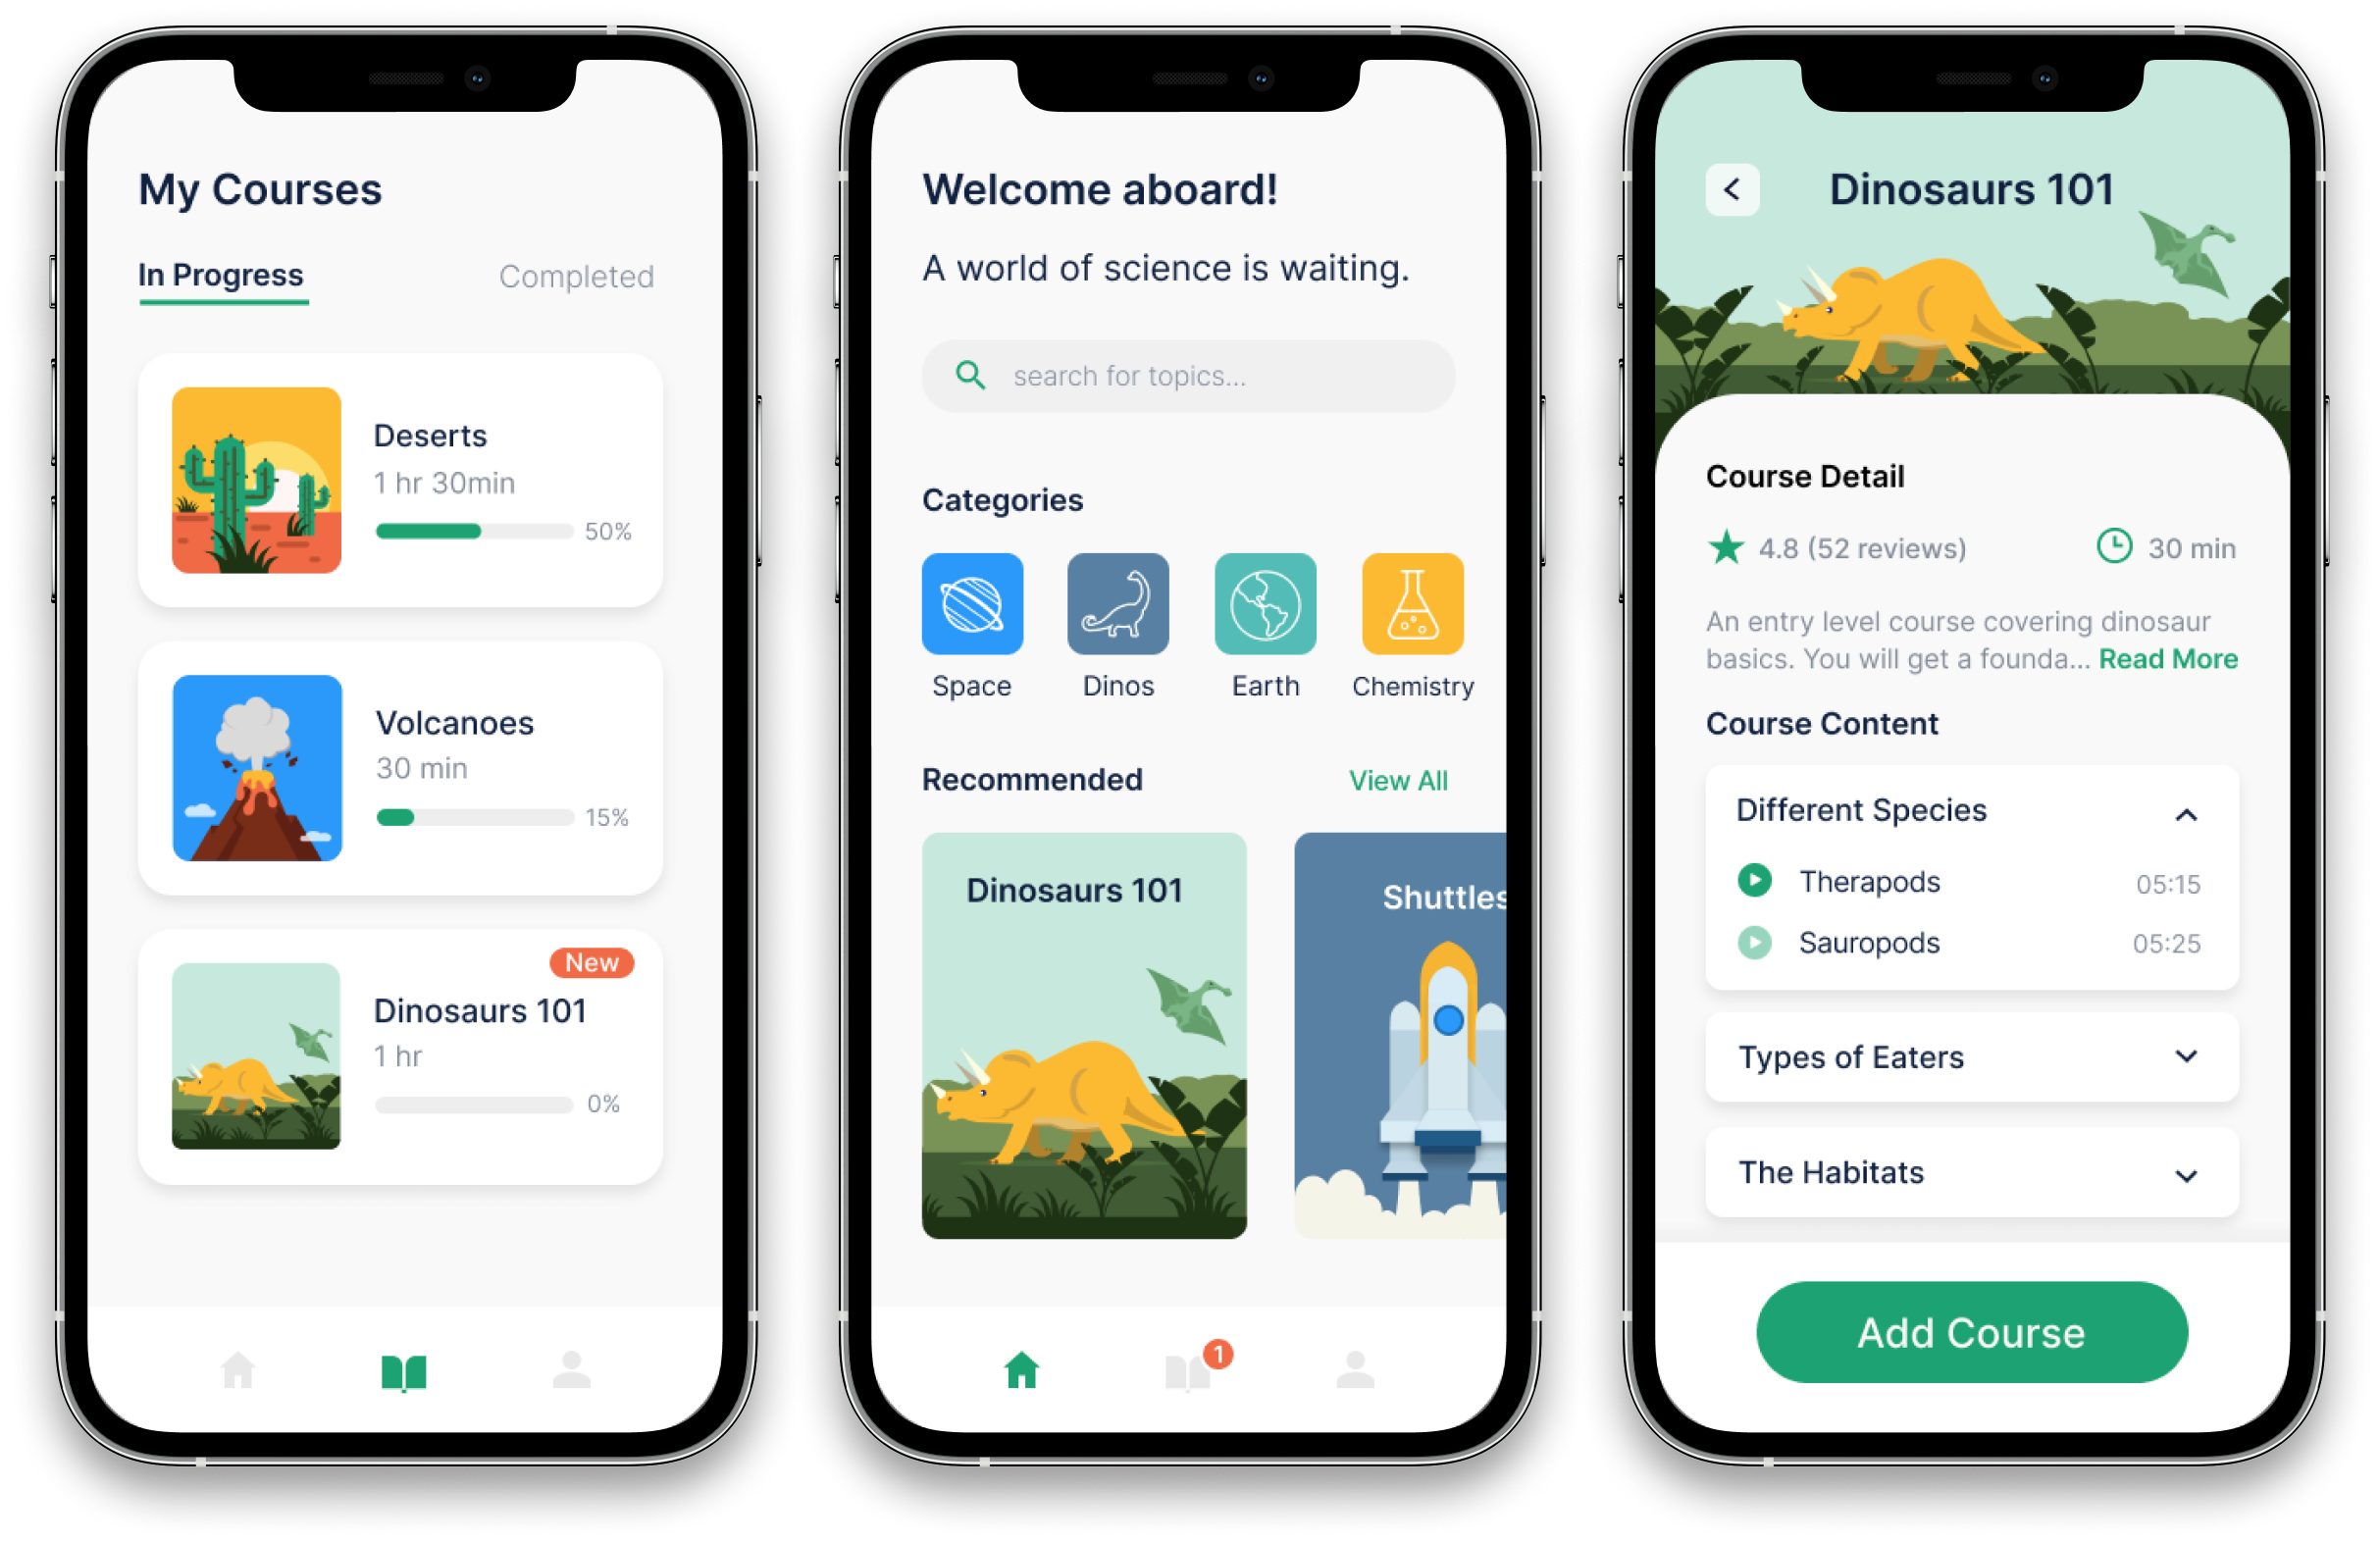 My Courses
In Progress
Completed
Deserts
1 hr 30min
50%
Volcanoes
30 min
15%
New
Dinosaurs 101
1 hr
0%
Welcome aboard!
A world of science is waiting.
search for topics...
Categories
Space
Dinos
Earth
Chemistry
Recommended
View All
Dinosaurs 101
Shuttles
1
Dinosaurs 101
Course Detail
4.8 (52 reviews)
30 min
An entry level course covering dinosaur
basics. You will get a founda... Read More
Course Content
Different Species
Therapods
05:15
Sauropods
05:25
Types of Eaters
The Habitats
Add Course